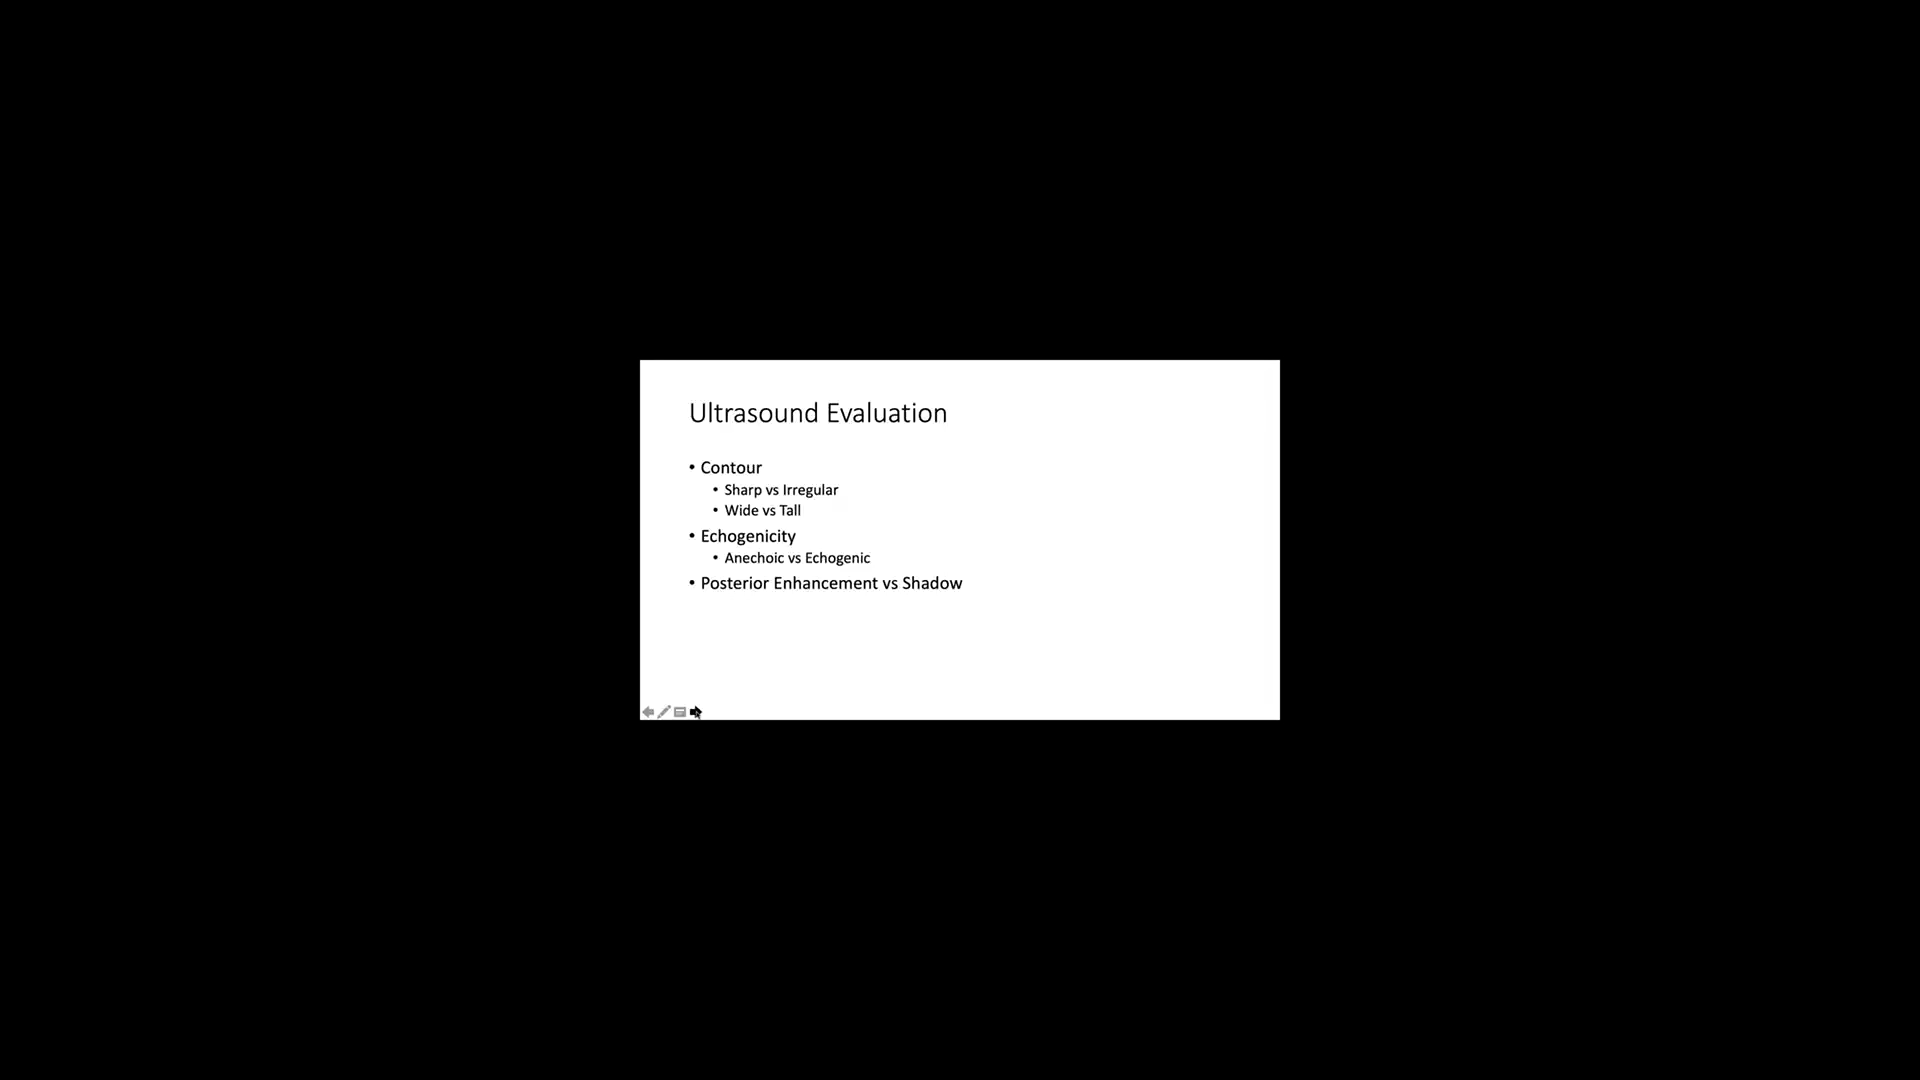 Ultrasound Evaluation
• Contour
• Sharp vs Irregular
• Wide vs Tall
• Echogenicity
• Anechoic vs Echogenic
• Posterior Enhancement vs Shadow